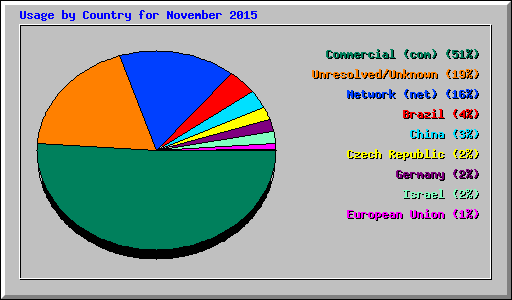 Usage by Country for November 2015
Commercial (com) (51%)
Unresolved/Unknown (19%)
Network (net) (16%)
Brazil (4%)
China (3%)
Czech Republic (2%)
Germany (2%)
Israel (2%)
European Union (1%)